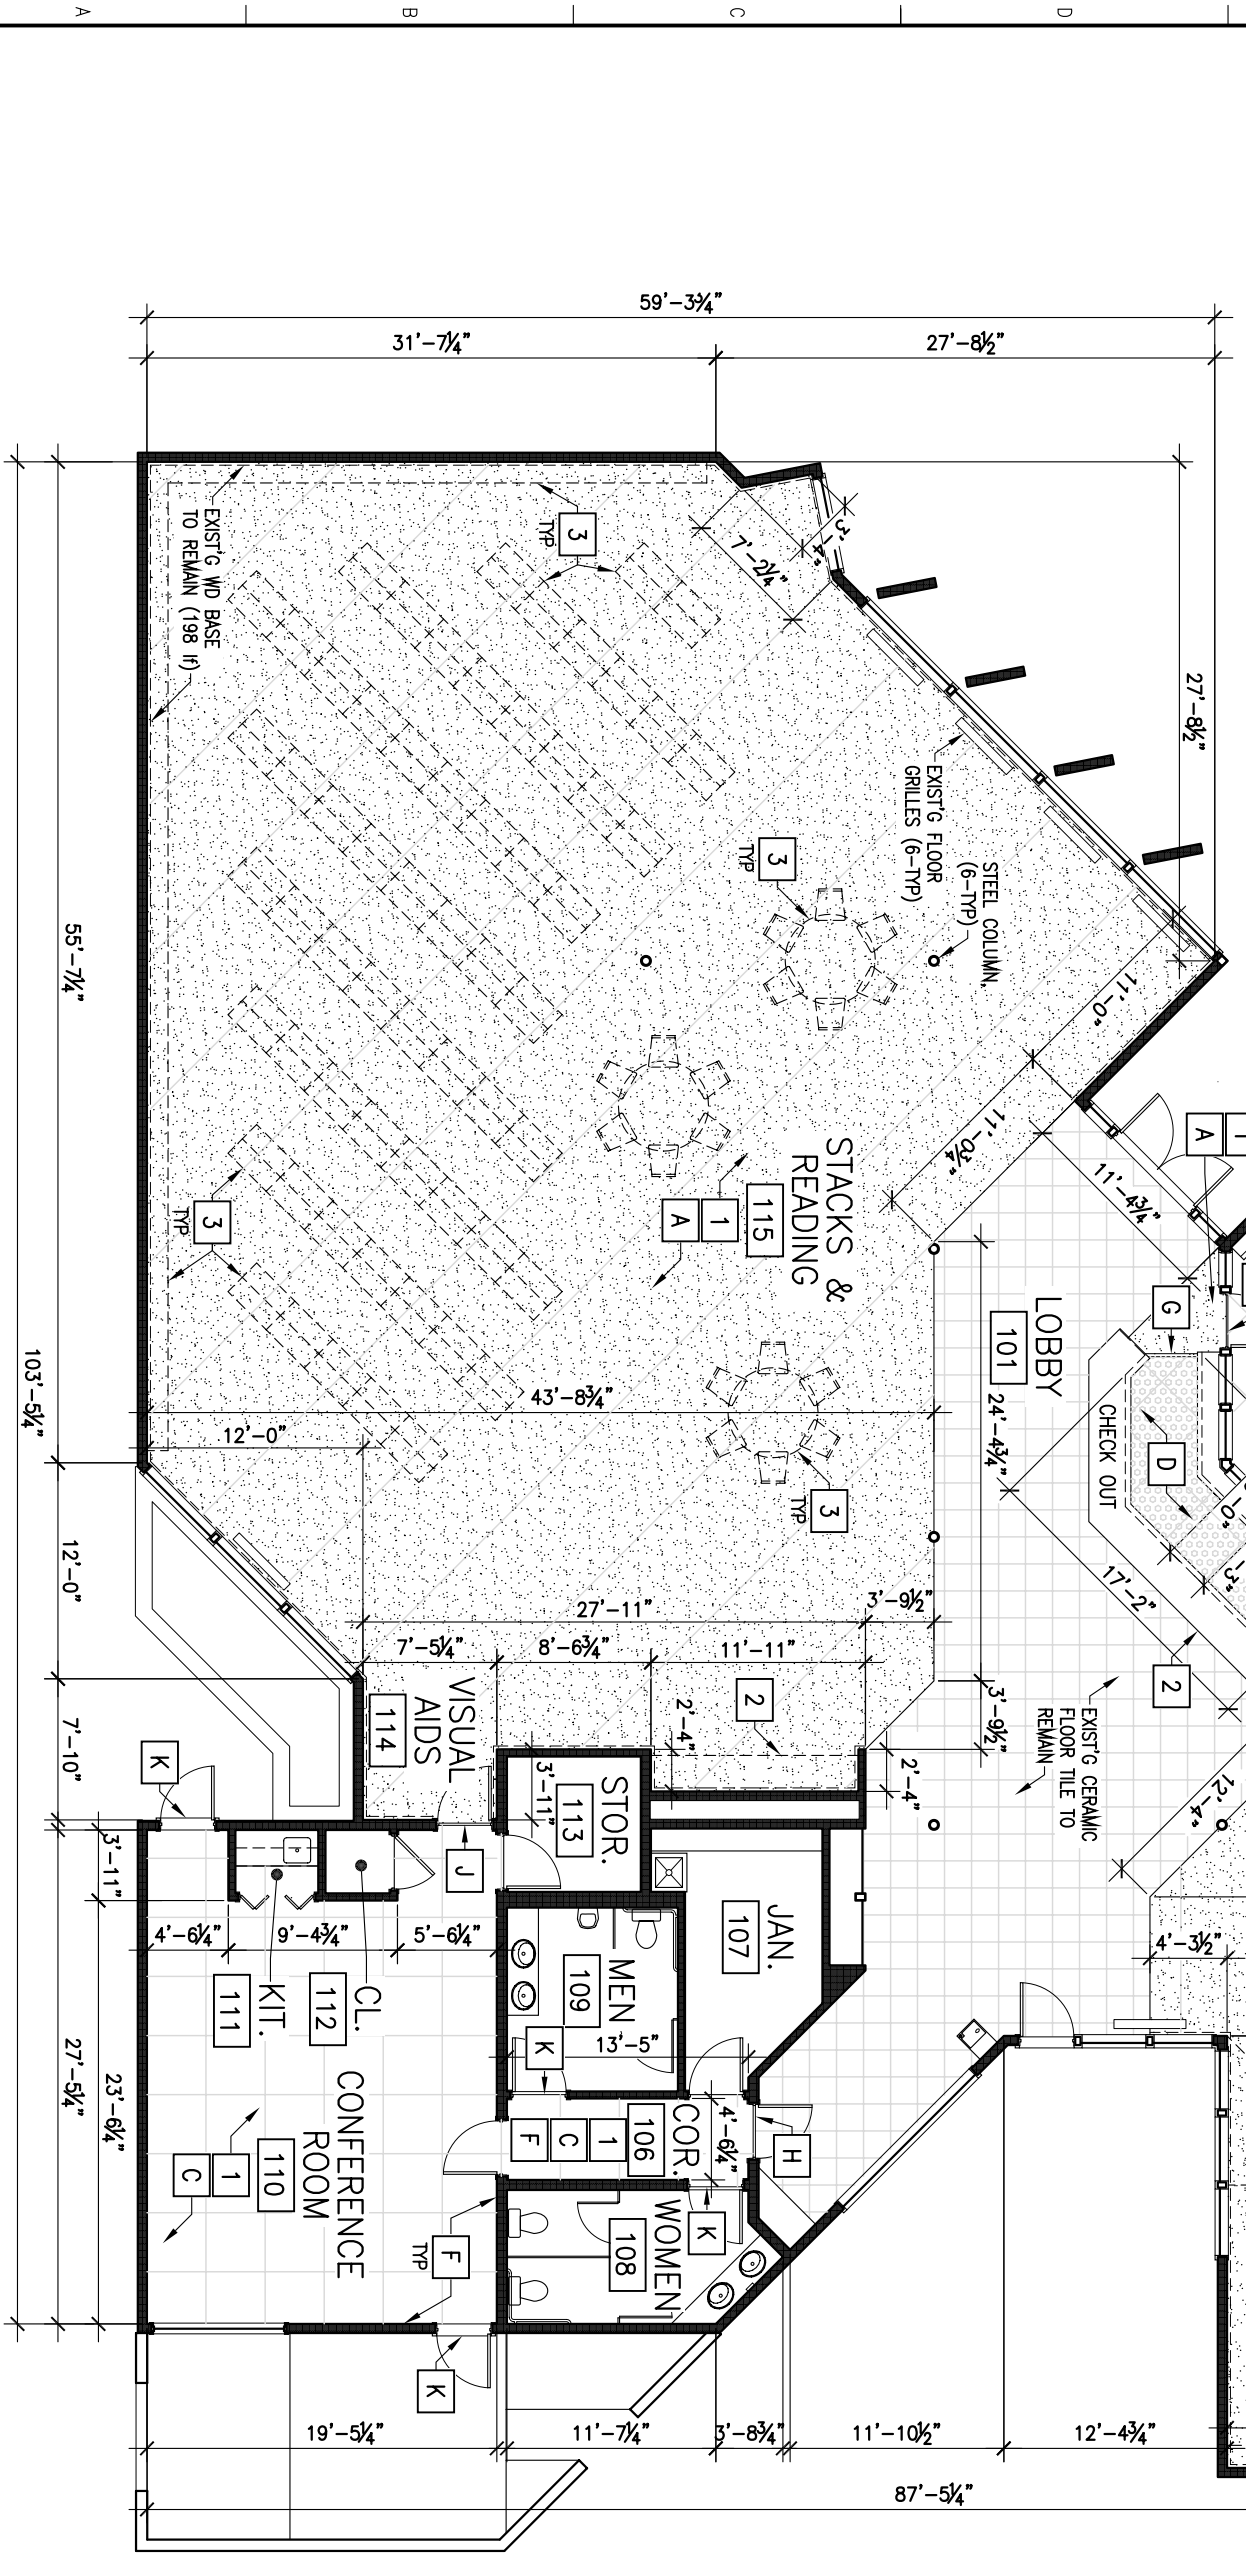 A
B
C
D
59'-3¾"
31'-7¼"
27'-8½"
27'-8½"
3'-4"
7'-2¼"
3
TYP
EXIST'G WD BASE
TO REMAIN (198 lf)
EXIST'G FLOOR
GRILLES (6-TYP)
STEEL COLUMN,
(6-TYP)
3
TYP
11'-0"
11'-0¾"
11'-4¾"
A
G
D
CHECK OUT
LOBBY
101
24'-4¾"
STACKS &
READING
115
1
A
3
TYP
3
TYP
55'-7¼"
103'-5¼"
43'-8¾"
12'-0"
12'-0"
17'-2"
2
3'-9½"
27'-11"
7'-5¼"
8'-6¾"
11'-11"
3'-9½"
EXIST'G CERAMIC
FLOOR TILE TO
REMAIN
12'-4"
2
2'-4"
2'-4"
VISUAL
AIDS
114
7'-10"
K
3'-11"
STOR.
113
J
3'-11"
JAN.
107
4'-3½"
4'-6¼"
9'-4¾"
5'-6¼"
MEN
109
CL.
112
KIT.
111
K
13'-5"
27'-5¼"
23'-6¼"
CONFERENCE
ROOM
110
1
C
COR.
106
1
C
F
4'-6¼"
H
K
WOMEN
108
F
TYP
K
19'-5¼"
11'-7¼"
3'-8¾"
11'-10½"
12'-4¾"
87'-5¼"